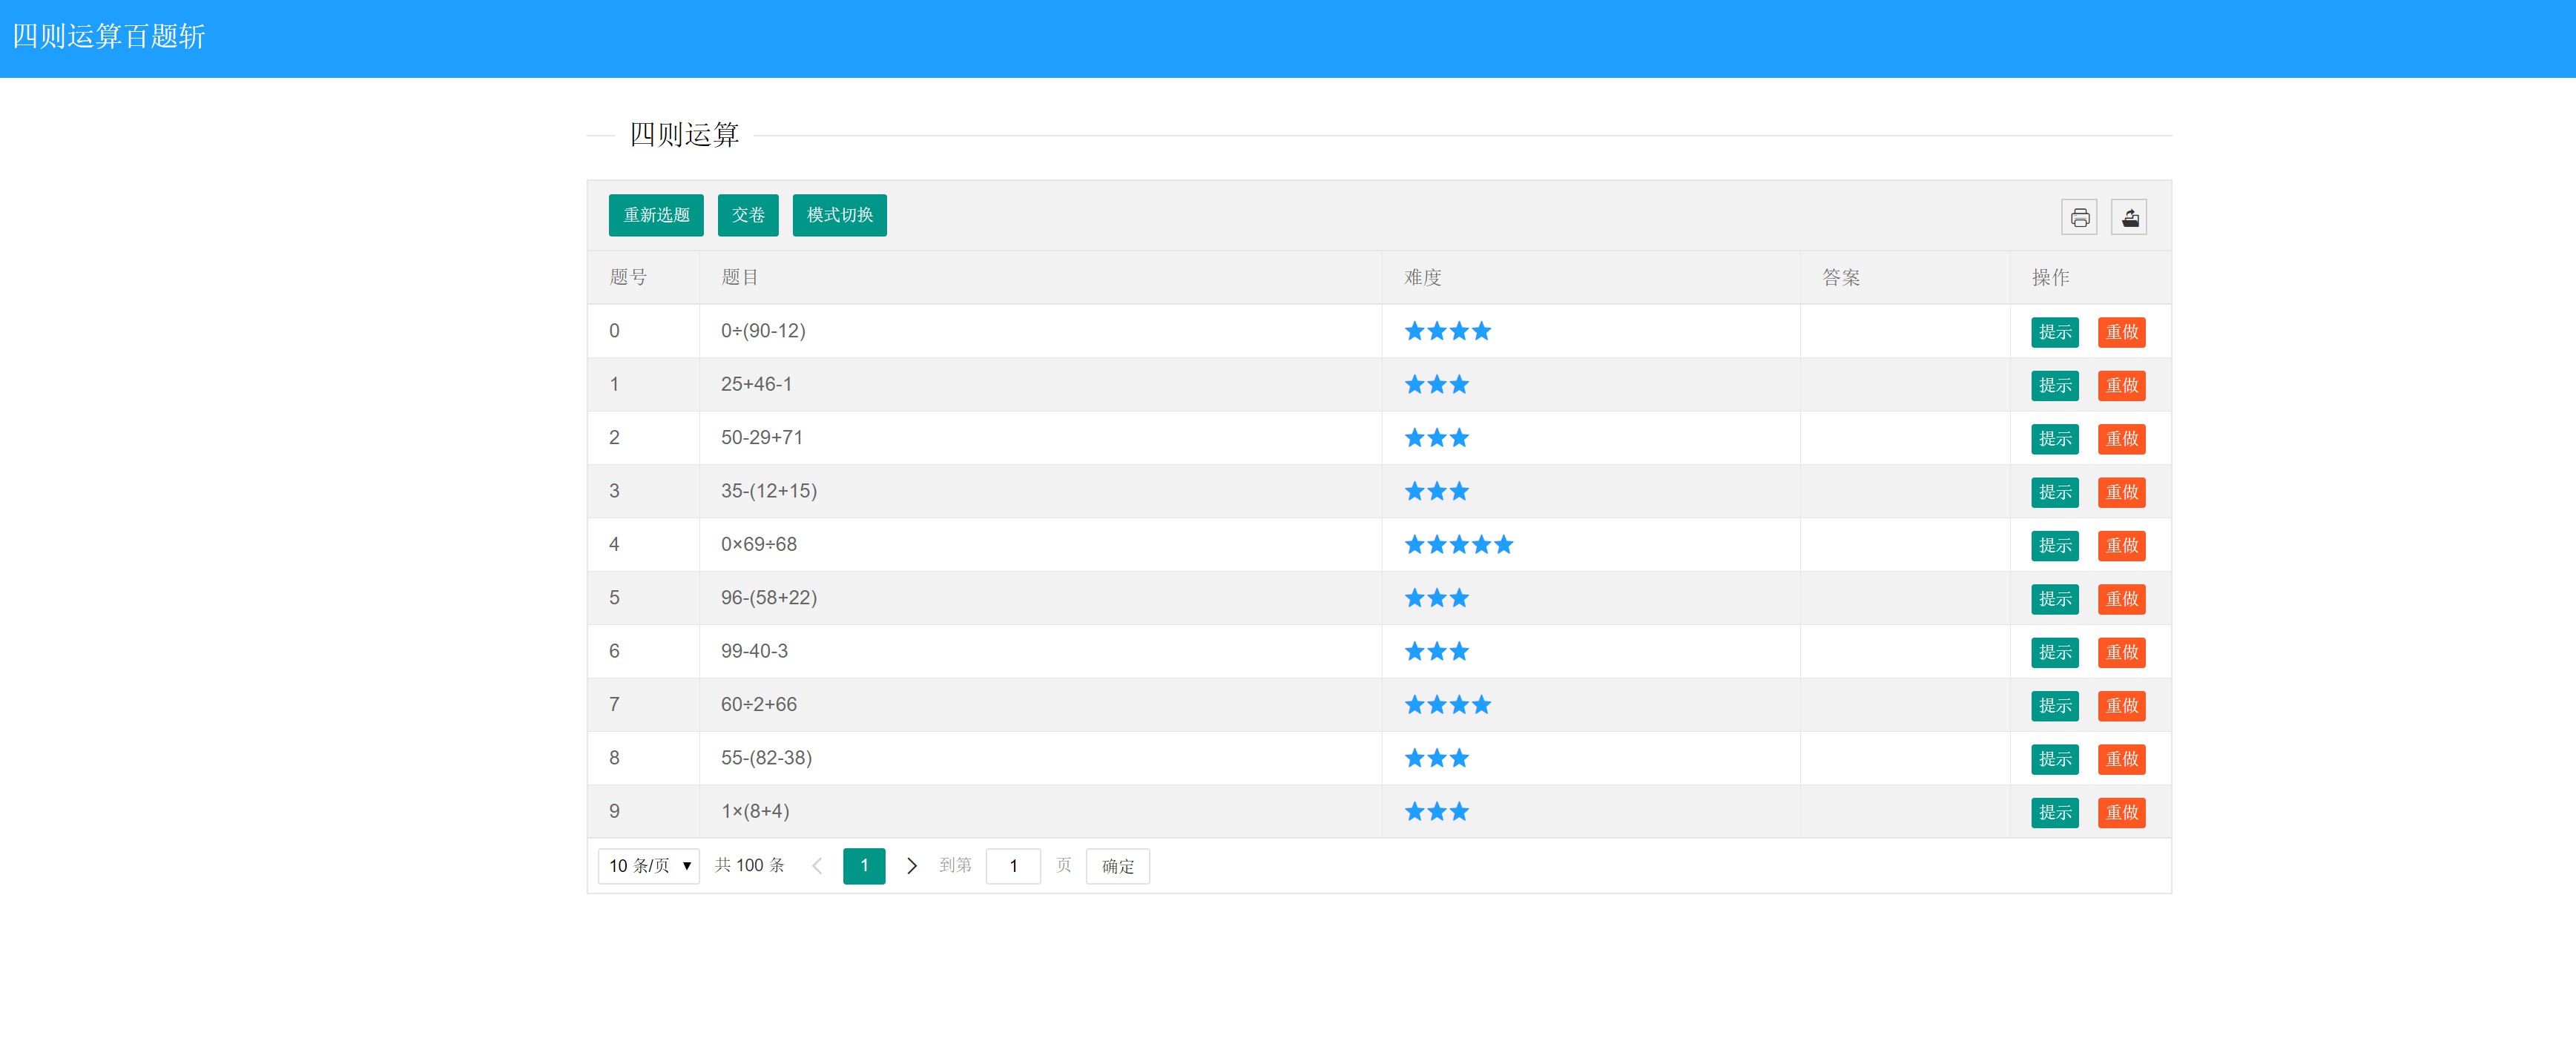 四则运算百题斩
四则运算
重新选题 交卷 模式切换
题号 题目 难度 答案 操作
0 0÷(90-12) 提示 重做
1 25+46-1 提示 重做
2 50-29+71 提示 重做
3 35-(12+15) 提示 重做
4 0×69÷68 提示 重做
5 96-(58+22) 提示 重做
6 99-40-3 提示 重做
7 60÷2+66 提示 重做
8 55-(82-38) 提示 重做
9 1×(8+4) 提示 重做
10 条/页 共 100 条 1 到第 1 页 确定